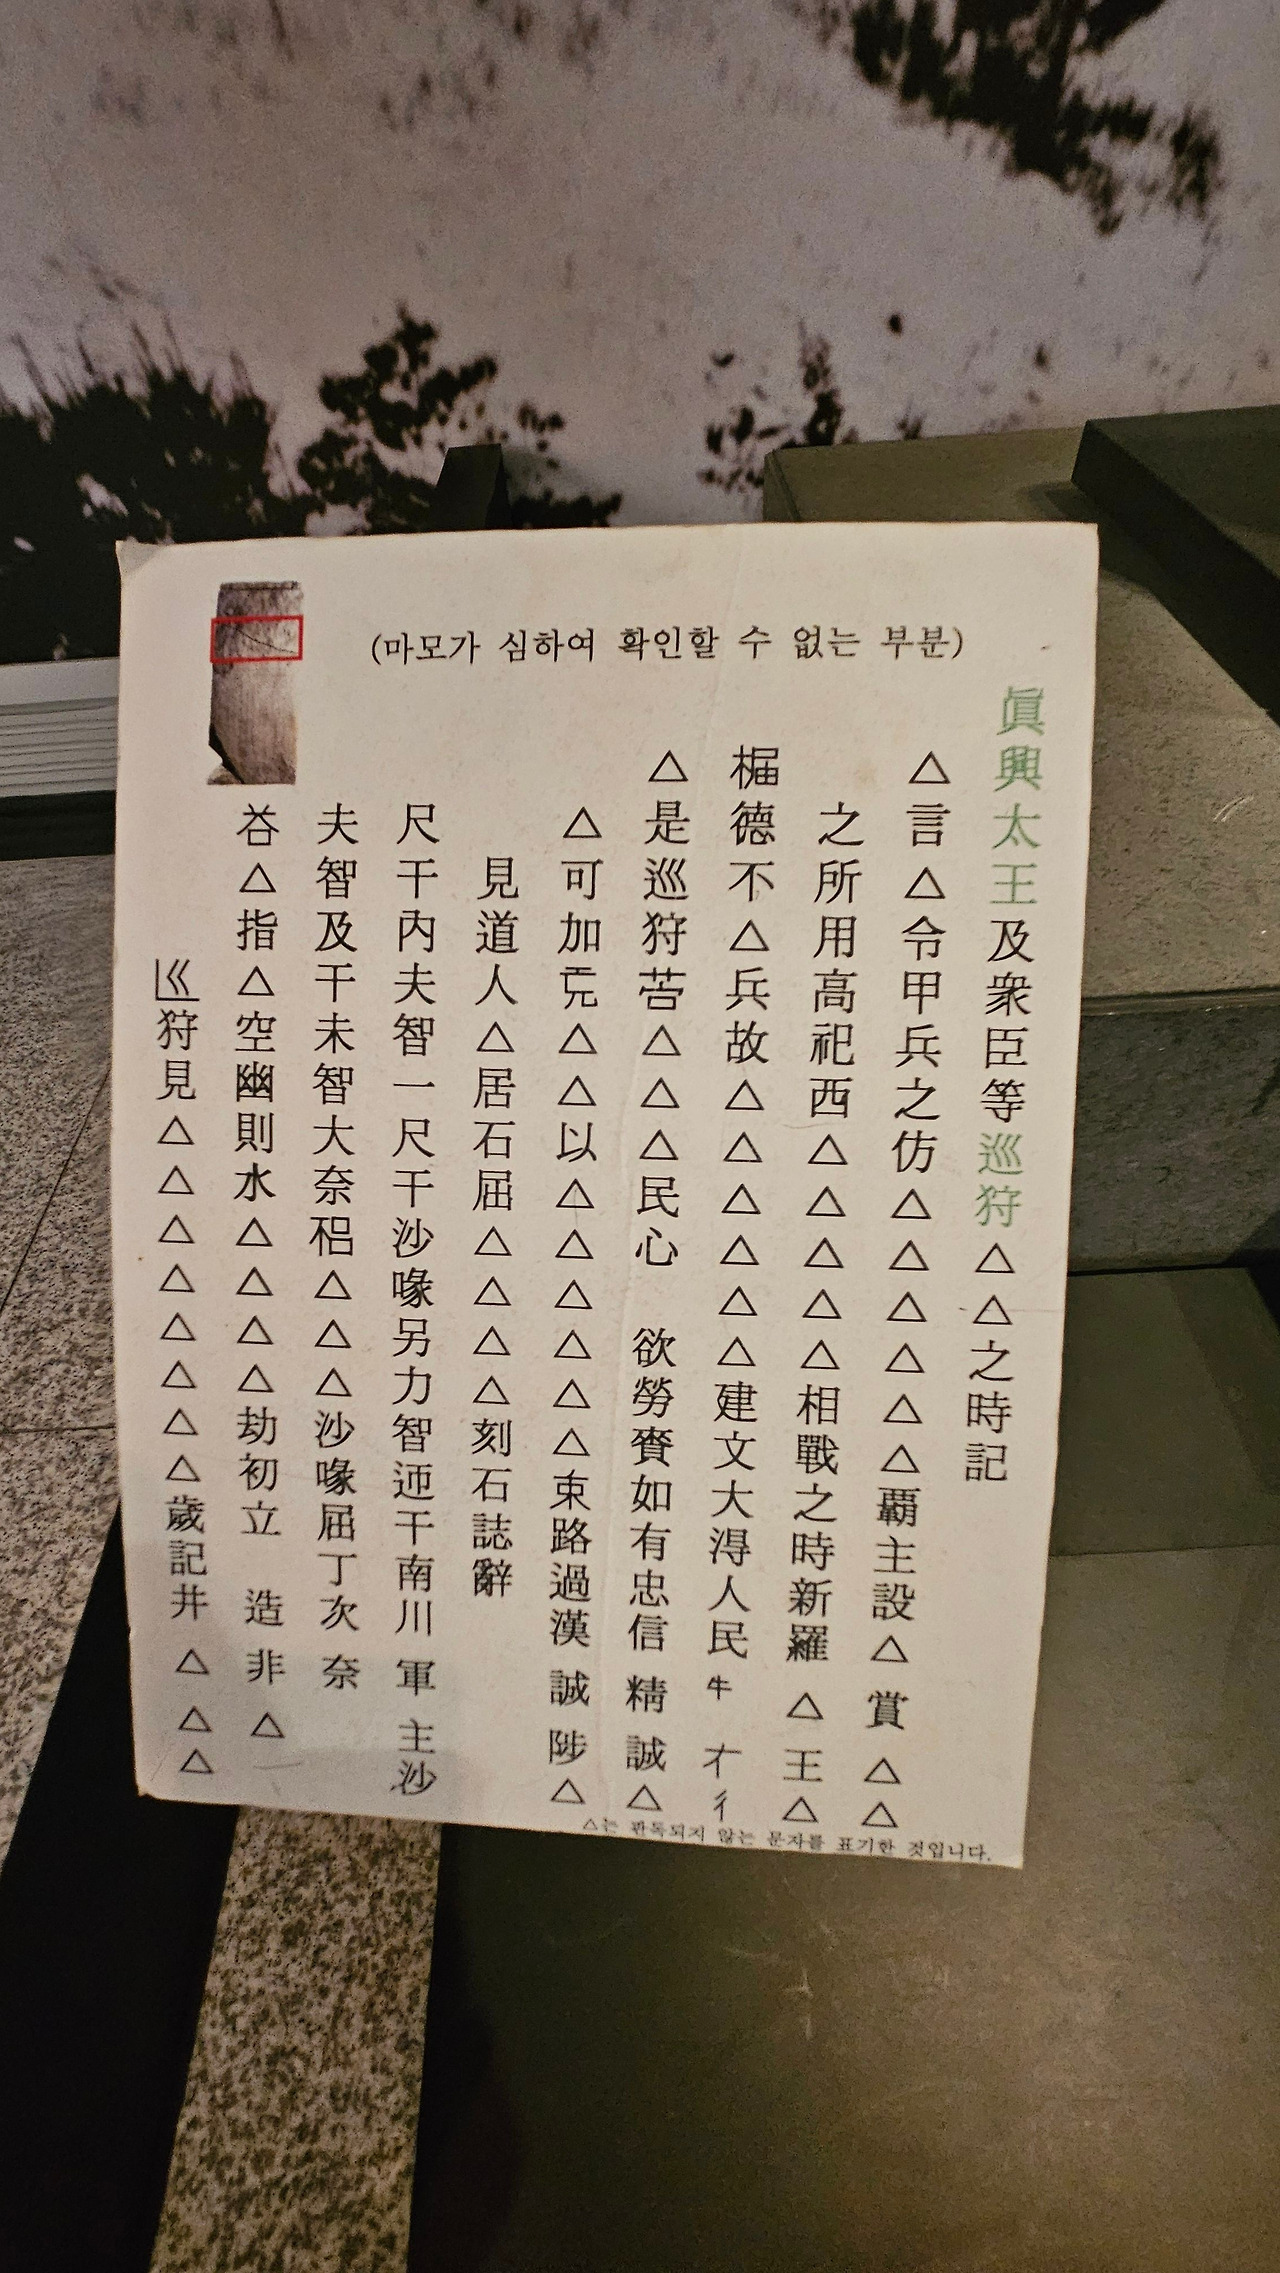 (마모가 심하여 확인할 수 없는 부분)
眞興太王及衆臣等巡狩△△之時記
△言△令甲兵之仿△△△△△△覇主設△賞△△
之所用高祀西△△△△△相戰之時新羅△王△
德不△兵故△△△△△△建文大淂人民牛
△是巡狩△△△民心 欲勞賚如有忠信精誠△
△可加△△以△△△△△△束路過漢誠陟△
見道人△居石屈△△△△刻石誌辭
尺干內夫智一尺干沙喙另力智迊干南川軍主沙
夫智及干未智大奈△△△沙喙屈丁次奈
△指△空幽則水△△△△劫初立 造非△
狩見△△△△△△△△歲記井△△△
△는 판독되지 않는 문자를 표기한 것입니다.